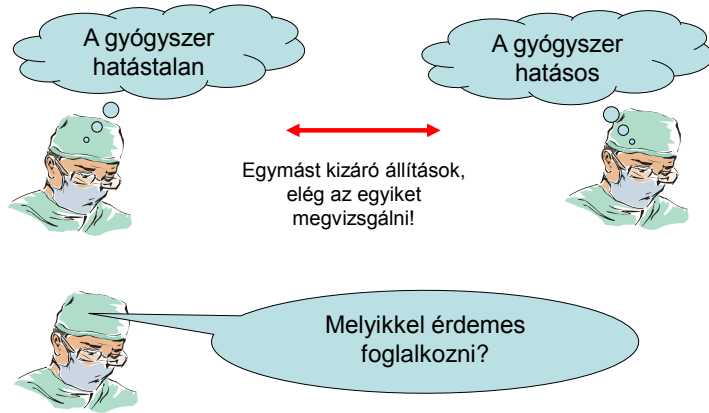 A gyógyszer
hatástalan
A gyógyszer
hatásos
Egymást kizáró állítások,
elég az egyiket
megvizsgálni!
Melyikkel érdemes
foglalkozni?